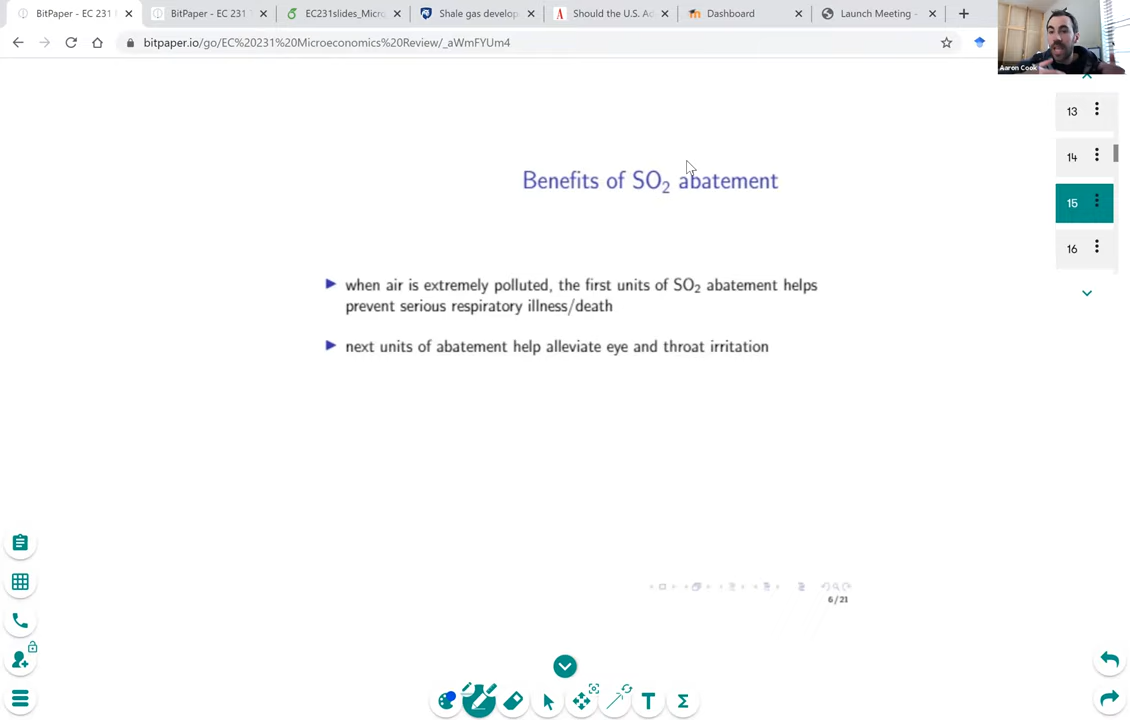 BitPaper - EC 231
BitPaper - EC 231
EC231slides_Micro
Shale gas develop
Should the U.S. Ad
Dashboard
Launch Meeting -
bitpaper.io/go/EC%20231%20Microeconomics%20Review/_aWmFYUm4
Aaron Cook
13
14
15
16
Benefits of SO₂ abatement
when air is extremely polluted, the first units of SO₂ abatement helps
prevent serious respiratory illness/death
next units of abatement help alleviate eye and throat irritation
6/21
T
Σ